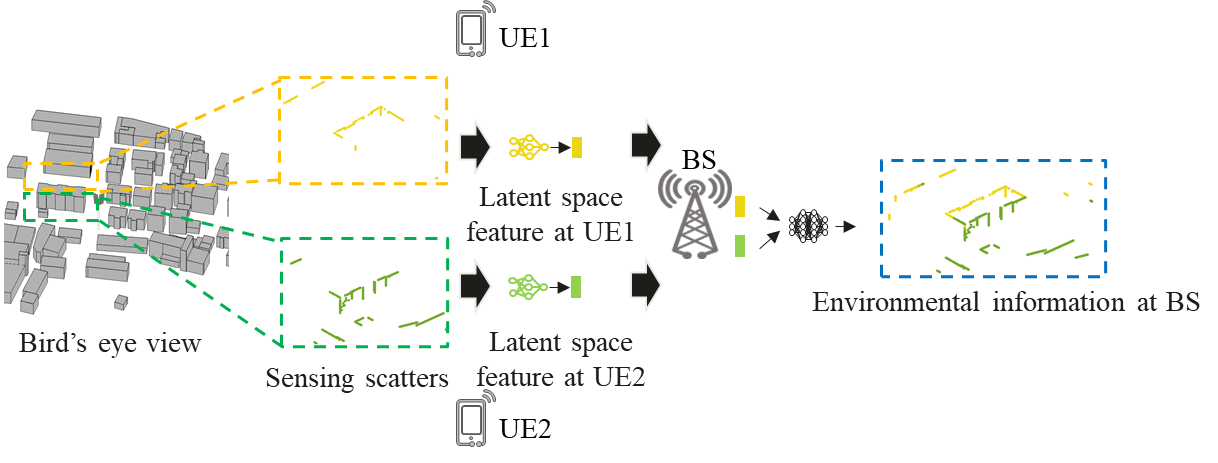 UE1
BS
Latent space
feature at UE1
Environmental information at BS
Bird's eye view
Latent space
feature at UE2
Sensing scatters
UE2